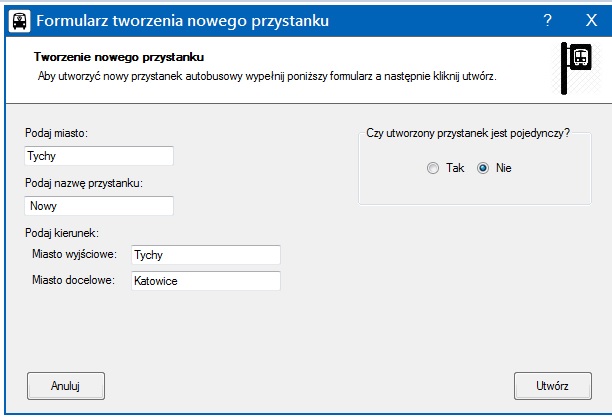 Formularz tworzenia nowego przystanku ? X
Tworzenie nowego przystanku
Aby utworzyć nowy przystanek autobusowy wypełnij poniższy formularz a następnie kliknij utwórz.
Podaj miasto:
Tychy
Podaj nazwę przystanku:
Nowy
Podaj kierunek:
Miasto wyjściowe: Tychy
Miasto docelowe: Katowice
Czy utworzony przystanek jest pojedynczy?
Tak Nie
Anuluj Utwórz